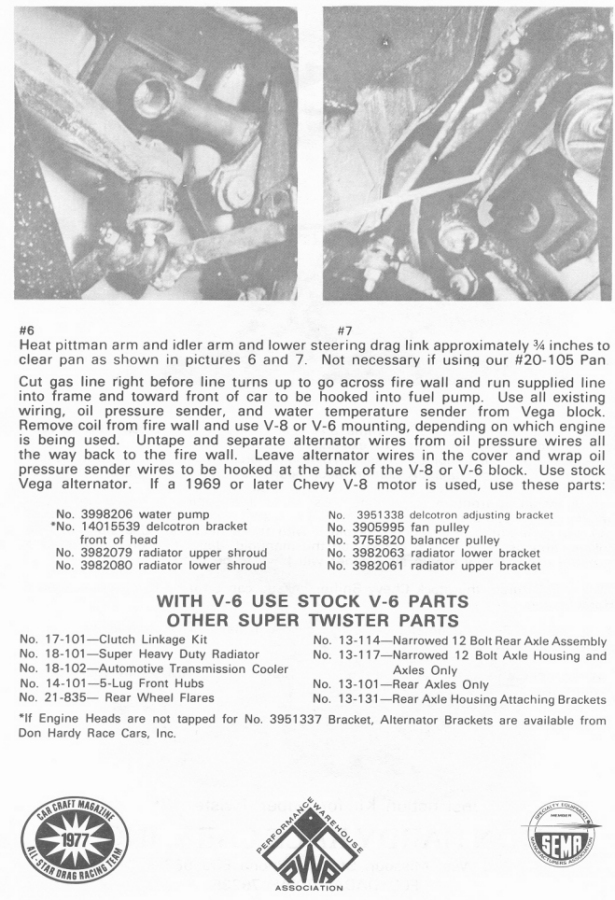 #6
#7
Heat pittman arm and idler arm and lower steering drag link approximately ¾ inches to
clear pan as shown in pictures 6 and 7. Not necessary if using our #20-105 Pan
Cut gas line right before line turns up to go across fire wall and run supplied line
into frame and toward front of car to be hooked into fuel pump. Use all existing
wiring, oil pressure sender, and water temperature sender from Vega block.
Remove coil from fire wall and use V-8 or V-6 mounting, depending on which engine
is being used. Untape and separate alternator wires from oil pressure wires all
the way back to the fire wall. Leave alternator wires in the cover and wrap oil
pressure sender wires to be hooked at the back of the V-8 or V-6 block. Use stock
Vega alternator. If a 1969 or later Chevy V-8 motor is used, use these parts:
No. 3998206 water pump
*No. 14015539 delcotron bracket
front of head
No. 3982079 radiator upper shroud
No. 3982080 radiator lower shroud
No. 3951338 delcotron adjusting bracket
No. 3905995 fan pulley
No. 3755820 balancer pulley
No. 3982063 radiator lower bracket
No. 3982061 radiator upper bracket
WITH V-6 USE STOCK V-6 PARTS
OTHER SUPER TWISTER PARTS
No. 17-101—Clutch Linkage Kit
No. 18-101—Super Heavy Duty Radiator
No. 18-102—Automotive Transmission Cooler
No. 14-101—5-Lug Front Hubs
No. 21-835— Rear Wheel Flares
No. 13-114—Narrowed 12 Bolt Rear Axle Assembly
No. 13-117—Narrowed 12 Bolt Axle Housing and
Axles Only
No. 13-101—Rear Axles Only
No. 13-131—Rear Axle Housing Attaching Brackets
*If Engine Heads are not tapped for No. 3951337 Bracket, Alternator Brackets are available from
Don Hardy Race Cars, Inc.
CAR CRAFT MAGAZINE
1977
ALL-STAR DRAG RACING TEAM
PERFORMANCE WAREHOUSE
PWA
ASSOCIATION
SPECIALTY EQUIPMENT
MEMBER
SEMA
MANUFACTURERS ASSOCIATION